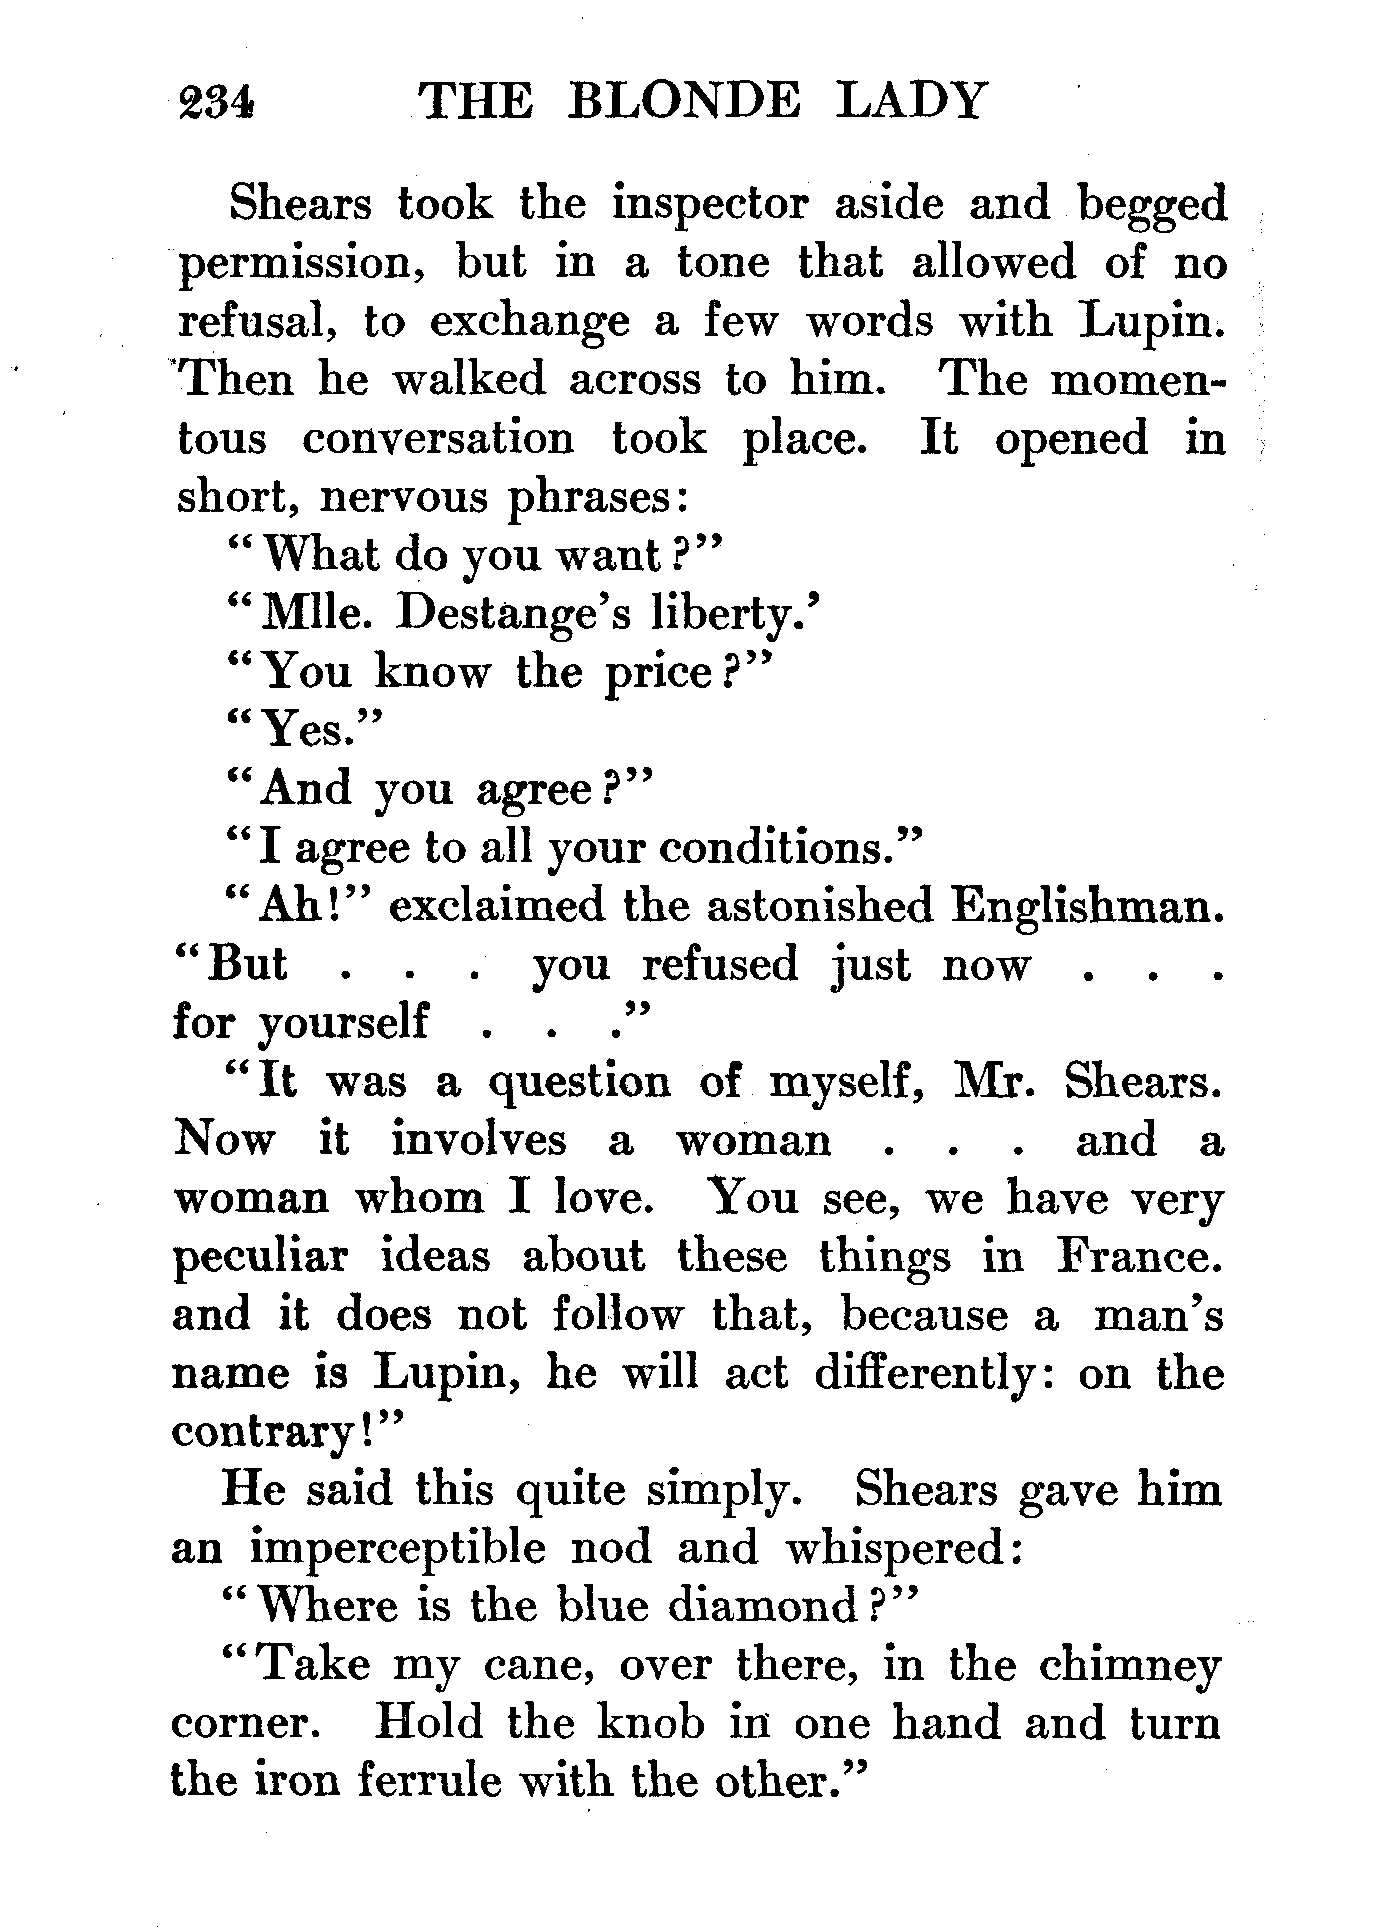 234 THE BLONDE LADY
Shears took the inspector aside and begged
permission, but in a tone that allowed of no
refusal, to exchange a few words with Lupin.
Then he walked across to him. The momen-
tous conversation took place. It opened in
short, nervous phrases:
“What do you want?”
“Mlle. Destange’s liberty.’
“You know the price?”
“Yes.”
“And you agree?”
“I agree to all your conditions.”
“Ah!” exclaimed the astonished Englishman.
“But . . . you refused just now . . .
for yourself . . .”
“It was a question of myself, Mr. Shears.
Now it involves a woman . . . and a
woman whom I love. You see, we have very
peculiar ideas about these things in France.
and it does not follow that, because a man’s
name is Lupin, he will act differently: on the
contrary!”
He said this quite simply. Shears gave him
an imperceptible nod and whispered:
“Where is the blue diamond?”
“Take my cane, over there, in the chimney
corner. Hold the knob in one hand and turn
the iron ferrule with the other.”